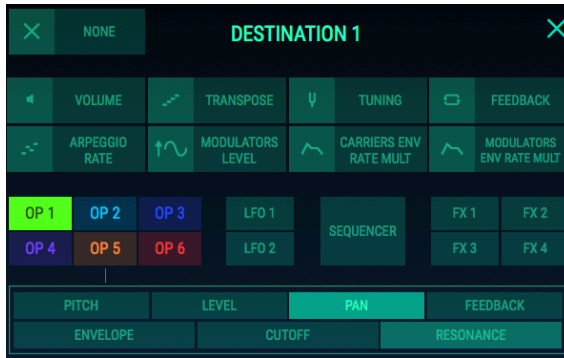 NONE
DESTINATION 1
VOLUME TRANSPOSE TUNING FEEDBACK
ARPEGGIO RATE MODULATORS LEVEL CARRIERS ENV RATE MULT MODULATORS ENV RATE MULT
OP 1 OP 2 OP 3 LFO 1 SEQUENCER FX 1 FX 2
OP 4 OP 5 OP 6 LFO 2 FX 3 FX 4
PITCH LEVEL PAN FEEDBACK
ENVELOPE CUTOFF RESONANCE